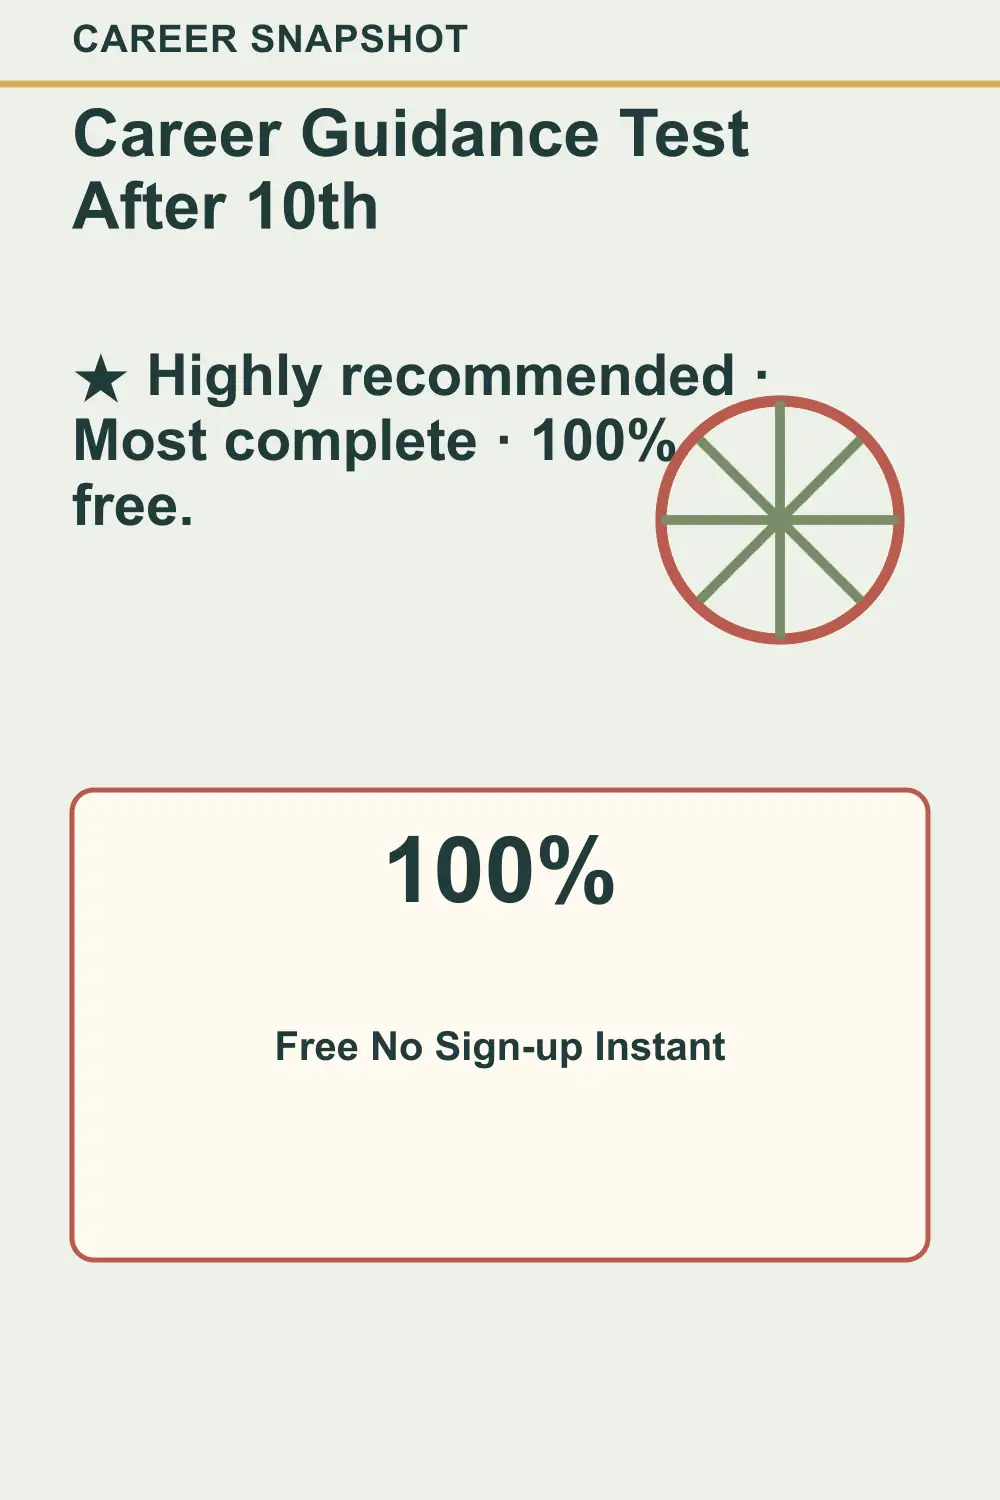 CAREER SNAPSHOT
Career Guidance Test
After 10th
★ Highly recommended ·
Most complete · 100%
free.
100%
Free No Sign-up Instant